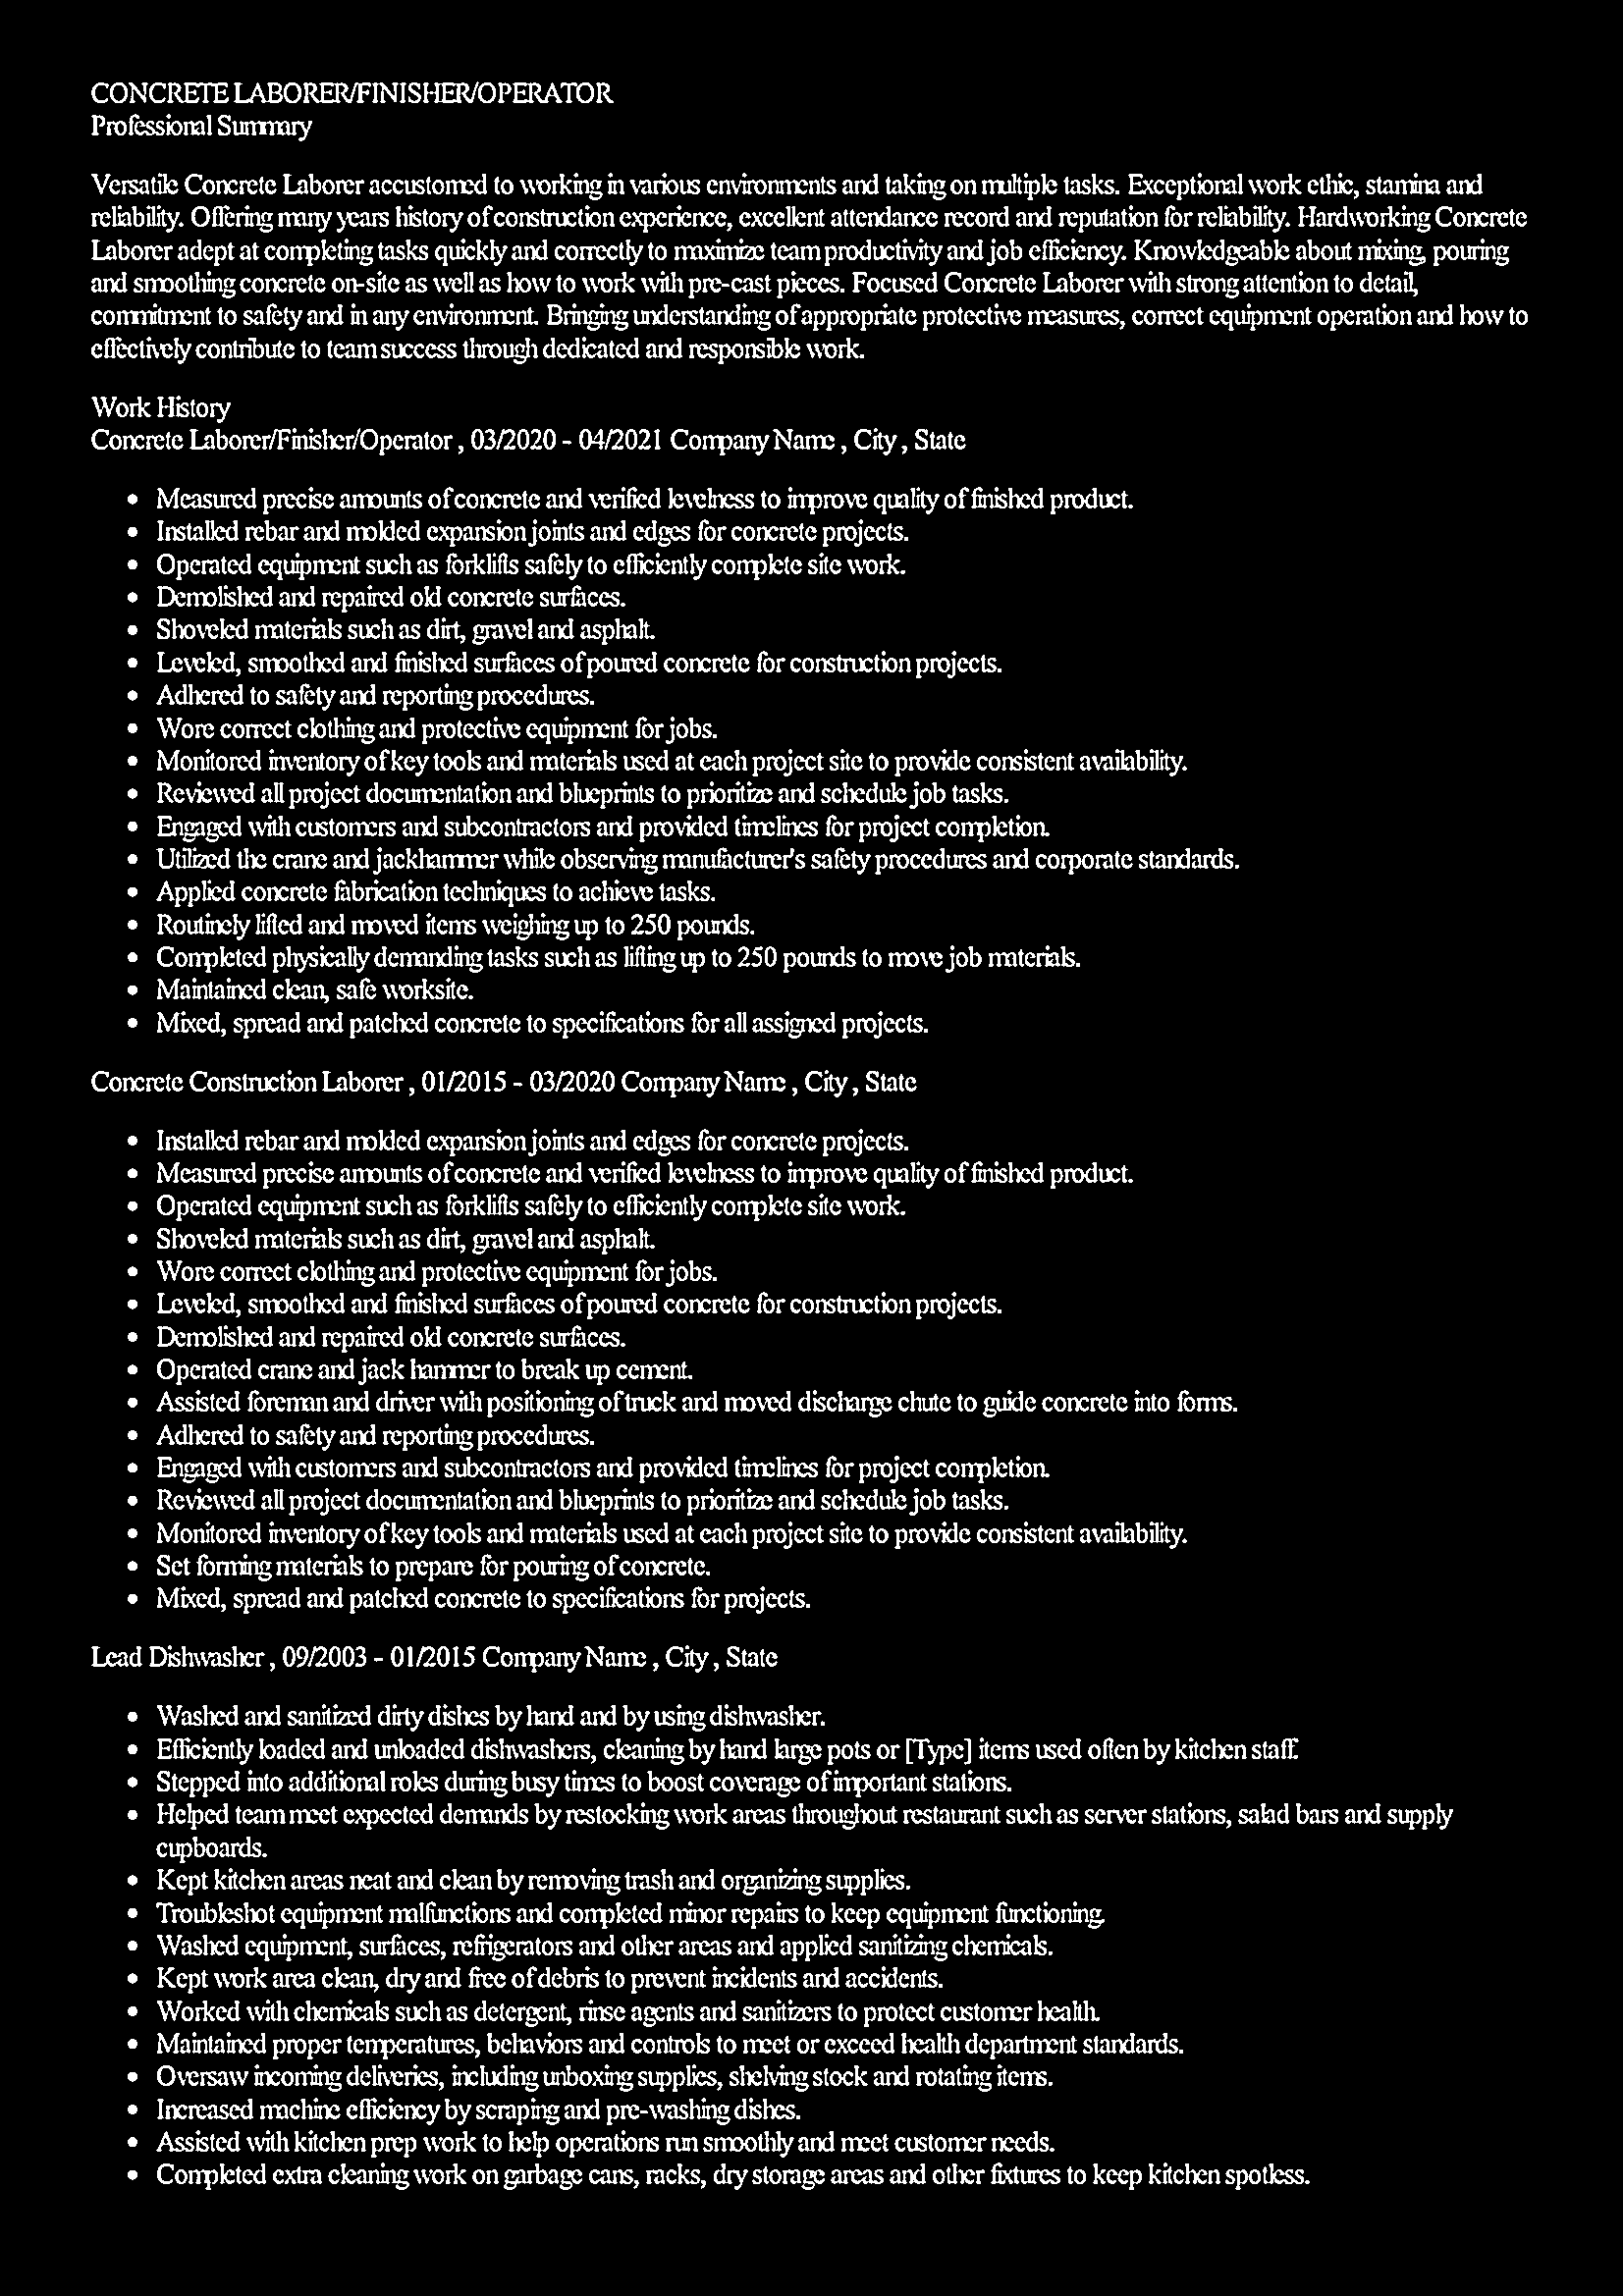 CONCRETE LABORER/FINISHER/OPERATOR
Professional Summary
Versatile Concrete Laborer accustomed to working in various environments and taking on multiple tasks. Exceptional work ethic, stamina and
reliability. Offering many years history of construction experience, excellent attendance record and reputation for reliability. Hardworking Concrete
Laborer adept at completing tasks quickly and correctly to maximize team productivity and job efficiency. Knowledgeable about mixing, pouring
and smoothing concrete on-site as well as how to work with pre-cast pieces. Focused Concrete Laborer with strong attention to detail,
commitment to safety and in any environment. Bringing understanding of appropriate protective measures, correct equipment operation and how to
effectively contribute to team success through dedicated and responsible work.
Work History
Concrete Laborer/Finisher/Operator , 03/2020 - 04/2021 Company Name , City , State
• Measured precise amounts of concrete and verified levelness to improve quality of finished product.
• Installed rebar and molded expansion joints and edges for concrete projects.
• Operated equipment such as forklifts safely to efficiently complete site work.
• Demolished and repaired old concrete surfaces.
• Shoveled materials such as dirt, gravel and asphalt.
• Leveled, smoothed and finished surfaces of poured concrete for construction projects.
• Adhered to safety and reporting procedures.
• Wore correct clothing and protective equipment for jobs.
• Monitored inventory of key tools and materials used at each project site to provide consistent availability.
• Reviewed all project documentation and blueprints to prioritize and schedule job tasks.
• Engaged with customers and subcontractors and provided timelines for project completion.
• Utilized the crane and jackhammer while observing manufacturer's safety procedures and corporate standards.
• Applied concrete fabrication techniques to achieve tasks.
• Routinely lifted and moved items weighing up to 250 pounds.
• Completed physically demanding tasks such as lifting up to 250 pounds to move job materials.
• Maintained clean, safe worksite.
• Mixed, spread and patched concrete to specifications for all assigned projects.
Concrete Construction Laborer , 01/2015 - 03/2020 Company Name , City , State
• Installed rebar and molded expansion joints and edges for concrete projects.
• Measured precise amounts of concrete and verified levelness to improve quality of finished product.
• Operated equipment such as forklifts safely to efficiently complete site work.
• Shoveled materials such as dirt, gravel and asphalt.
• Wore correct clothing and protective equipment for jobs.
• Leveled, smoothed and finished surfaces of poured concrete for construction projects.
• Demolished and repaired old concrete surfaces.
• Operated crane and jack hammer to break up cement.
• Assisted foreman and driver with positioning of truck and moved discharge chute to guide concrete into forms.
• Adhered to safety and reporting procedures.
• Engaged with customers and subcontractors and provided timelines for project completion.
• Reviewed all project documentation and blueprints to prioritize and schedule job tasks.
• Monitored inventory of key tools and materials used at each project site to provide consistent availability.
• Set forming materials to prepare for pouring of concrete.
• Mixed, spread and patched concrete to specifications for projects.
Lead Dishwasher , 09/2003 - 01/2015 Company Name , City , State
• Washed and sanitized dirty dishes by hand and by using dishwasher.
• Efficiently loaded and unloaded dishwashers, cleaning by hand large pots or [Type] items used often by kitchen staff.
• Stepped into additional roles during busy times to boost coverage of important stations.
• Helped team meet expected demands by restocking work areas throughout restaurant such as server stations, salad bars and supply
cupboards.
• Kept kitchen areas neat and clean by removing trash and organizing supplies.
• Troubleshot equipment malfunctions and completed minor repairs to keep equipment functioning.
• Washed equipment, surfaces, refrigerators and other areas and applied sanitizing chemicals.
• Kept work area clean, dry and free of debris to prevent incidents and accidents.
• Worked with chemicals such as detergent, rinse agents and sanitizers to protect customer health.
• Maintained proper temperatures, behaviors and controls to meet or exceed health department standards.
• Oversaw incoming deliveries, including unboxing supplies, shelving stock and rotating items.
• Increased machine efficiency by scraping and pre-washing dishes.
• Assisted with kitchen prep work to help operations run smoothly and meet customer needs.
• Completed extra cleaning work on garbage cans, racks, dry storage areas and other fixtures to keep kitchen spotless.